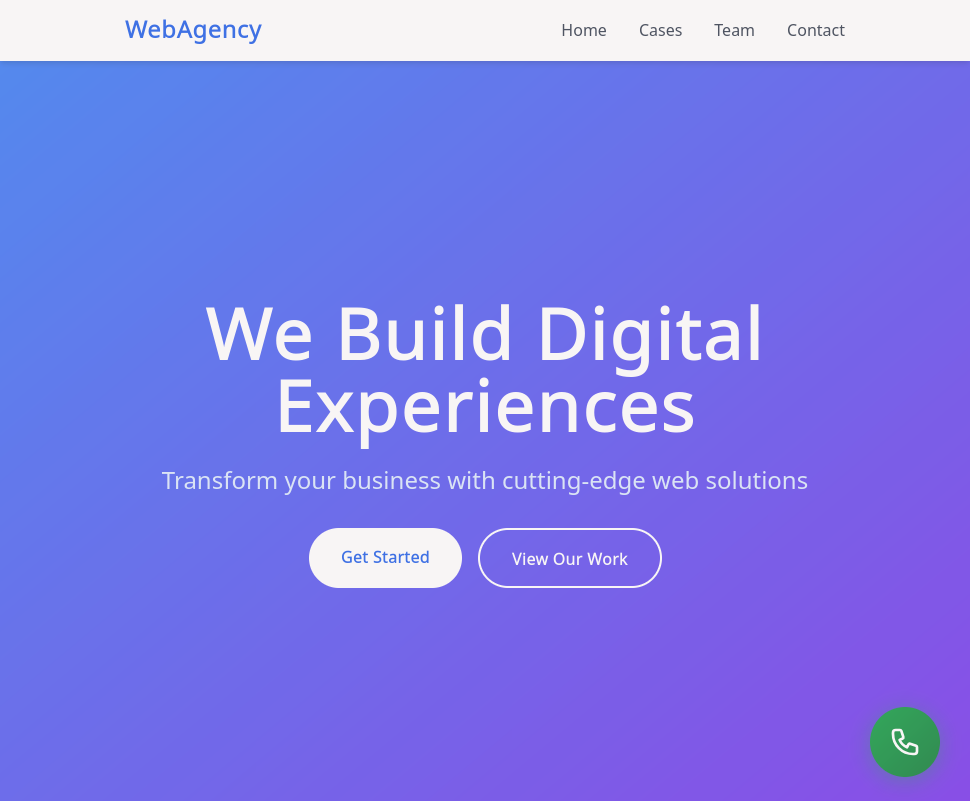 WebAgency
Home Cases Team Contact
We Build Digital
Experiences
Transform your business with cutting-edge web solutions
Get Started View Our Work